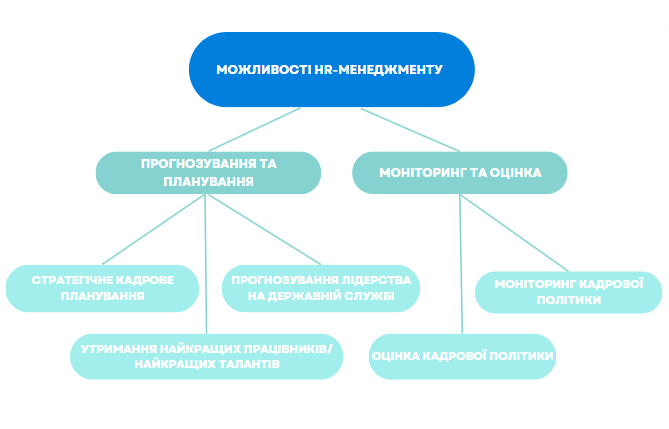 МОЖЛИВОСТІ HR-МЕНЕДЖМЕНТУ
ПРОГНОЗУВАННЯ ТА
ПЛАНУВАННЯ
МОНІТОРИНГ ТА ОЦІНКА
СТРАТЕГІЧНЕ КАДРОВЕ
ПЛАНУВАННЯ
ПРОГНОЗУВАННЯ ЛІДЕРСТВА
НА ДЕРЖАВНІЙ СЛУЖБІ
МОНІТОРИНГ КАДРОВОЇ
ПОЛІТИКИ
УТРИМАННЯ НАЙКРАЩИХ ПРАЦІВНИКІВ/
НАЙКРАЩИХ ТАЛАНТІВ
ОЦІНКА КАДРОВОЇ ПОЛІТИКИ